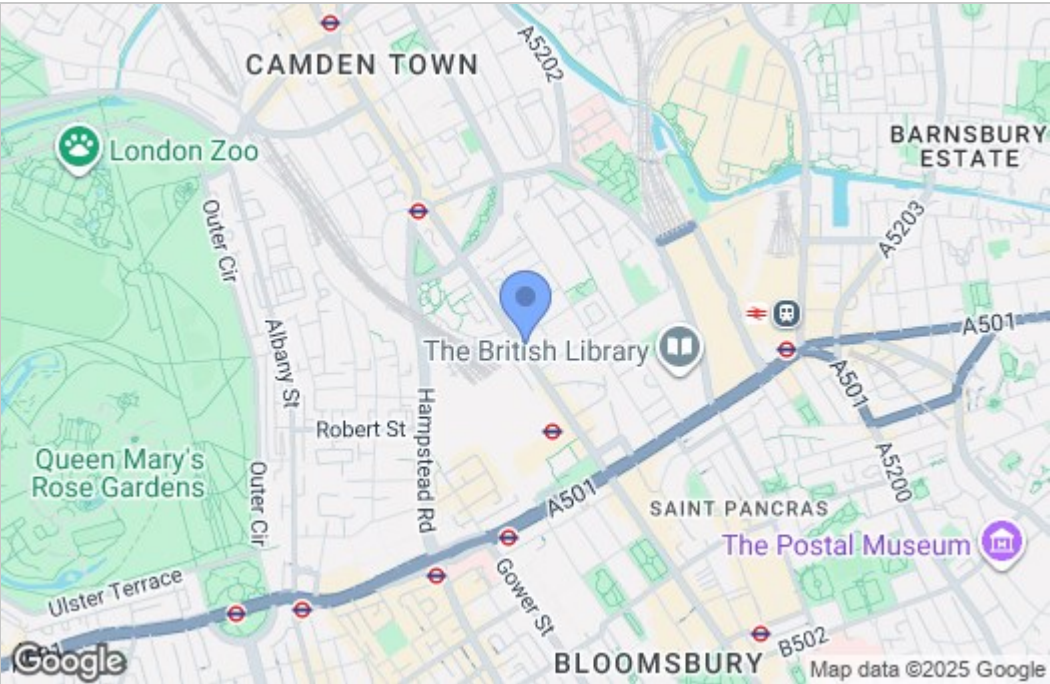 CAMDEN TOWN
A5202
London Zoo
BARNSBURY
ESTATE
Outer Cir
A5203
Albany St
The British Library
A501
A501
Hampstead Rd
Robert St
Queen Mary's
Rose Gardens
Outer Cir
A5200
A501
SAINT PANCRAS
The Postal Museum
Ulster Terrace
Gower St
B502
BLOOMSBURY
Google
Map data ©2025 Google